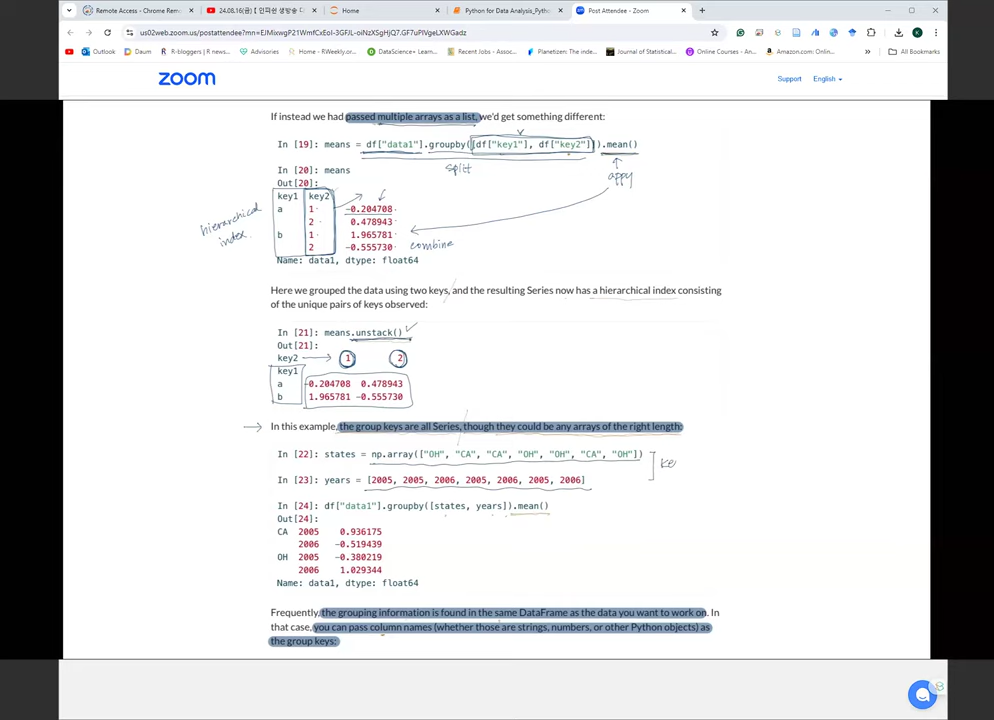 Remote Access - Chrome Remo
24.08.16(금)【 인파쉰 생방송 다
Home
Python for Data Analysis_Pytho
Post Attendee - Zoom
us02web.zoom.us/postattendee?mn=EJMixwgP21WmfCxEoI-3GFJL-oiNzXSgHjQ7.GF7uPlVgeLXWGadz
YouTube
Outlook
Daum
R-bloggers | R news...
Advisories
Home - RWeekly.or...
DataScience+ Learn...
Recent Jobs - Assoc...
Planetizen: The inde...
Journal of Statistical...
Online Courses - An...
Amazon.com: Onlin...
All Bookmarks
zoom
Support
English
If instead we had passed multiple arrays as a list, we'd get something different:
In [19]: means = df["data1"].groupby([df["key1"], df["key2"]]).mean()
split
appy
In [20]: means
Out[20]:
key1 key2
a 1 -0.204708
2 0.478943
b 1 1.965781
2 -0.555730
Name: data1, dtype: float64
hierarchical
index.
combine
Here we grouped the data using two keys, and the resulting Series now has a hierarchical index consisting
of the unique pairs of keys observed:
In [21]: means.unstack()
Out[21]:
key2 1 2
key1
a -0.204708 0.478943
b 1.965781 -0.555730
In this example, the group keys are all Series, though they could be any arrays of the right length:
In [22]: states = np.array(["OH", "CA", "CA", "OH", "OH", "CA", "OH"])
Ke
In [23]: years = [2005, 2005, 2006, 2005, 2006, 2005, 2006]
In [24]: df["data1"].groupby([states, years]).mean()
Out[24]:
CA 2005 0.936175
2006 -0.519439
OH 2005 -0.380219
2006 1.029344
Name: data1, dtype: float64
Frequently, the grouping information is found in the same DataFrame as the data you want to work on. In
that case, you can pass column names (whether those are strings, numbers, or other Python objects) as
the group keys: